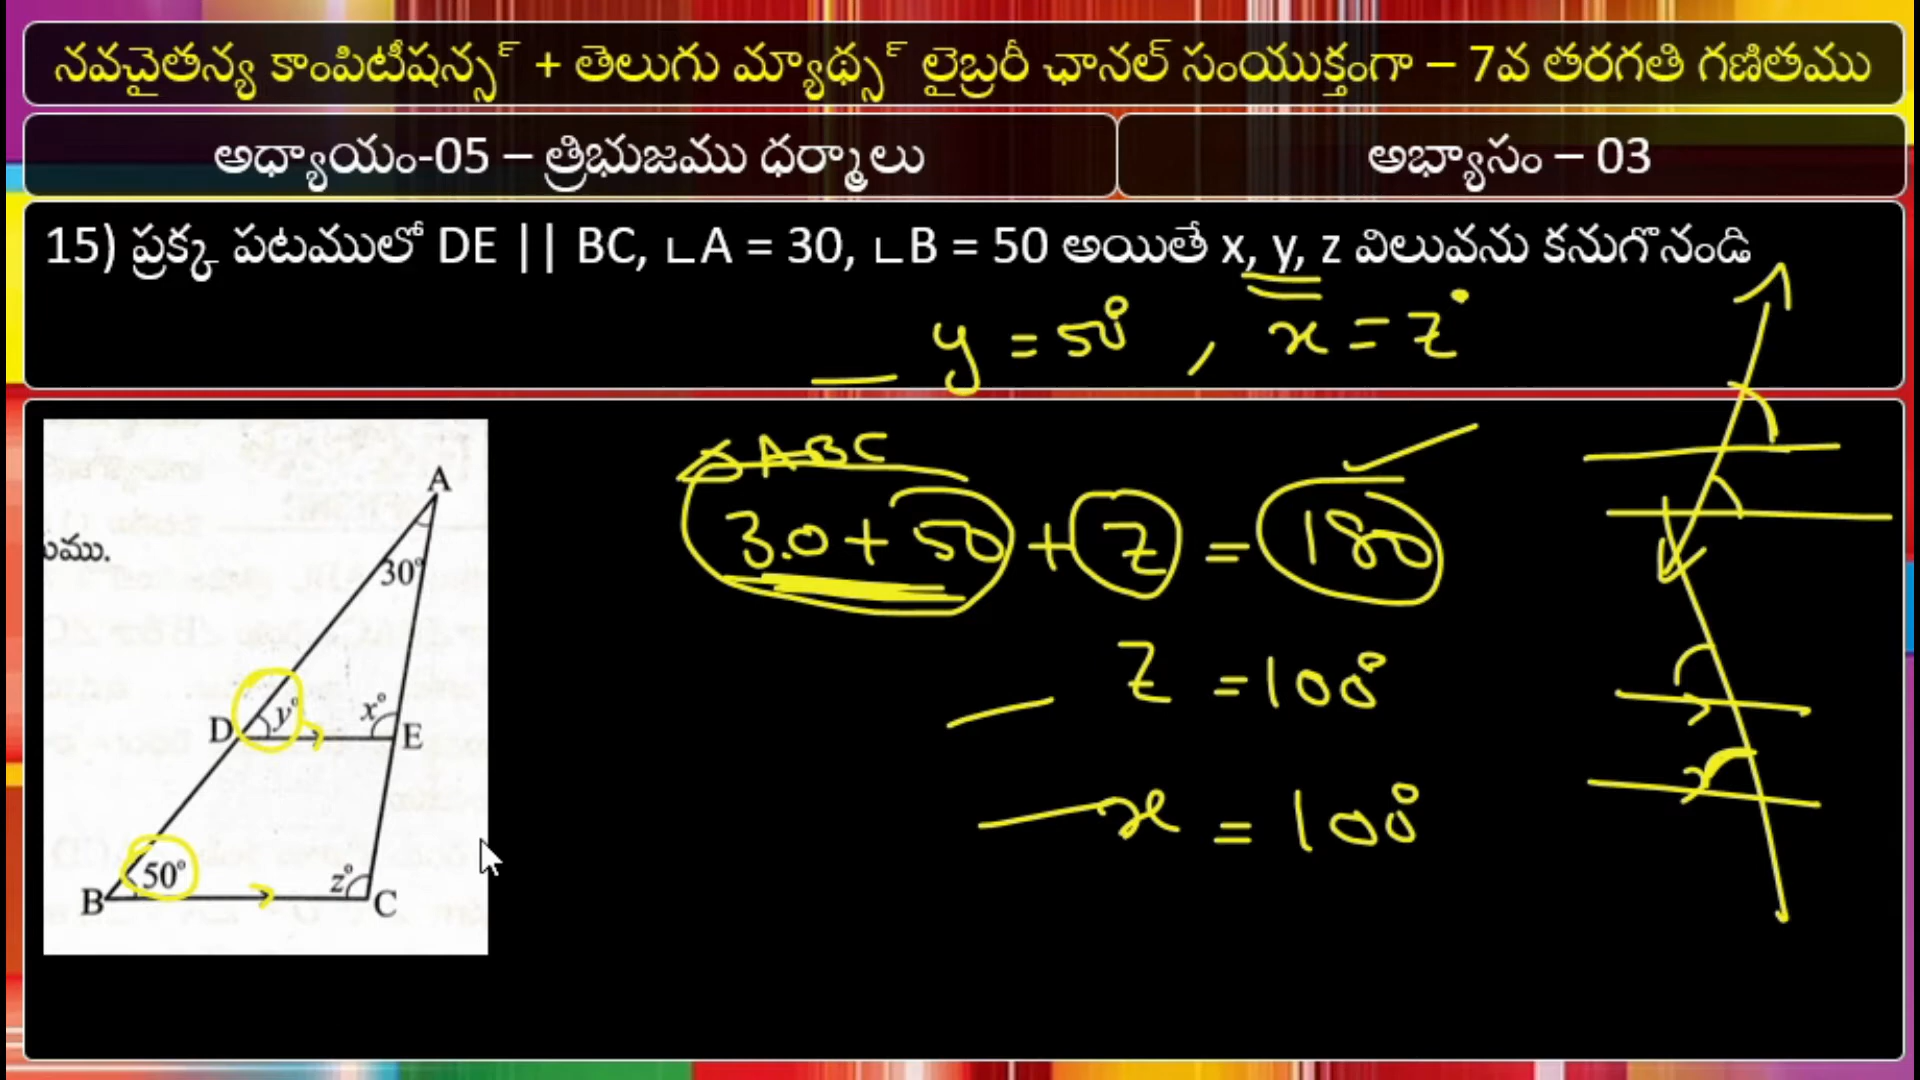 నవచైతన్య కాంపిటీషన్స్ + తెలుగు మ్యాథ్స్ లైబ్రరీ ఛానల్ సంయుక్తంగా – 7వ తరగతి గణితము
అధ్యాయం-05 – త్రిభుజము ధర్మాలు
అభ్యాసం – 03
15) ప్రక్క పటములో DE || BC, ∟A = 30, ∟B = 50 అయితే x, y, z విలువను కనుగొనండి
y = 50° , x = z°
△ABC
30 + 50 + z = 180
z = 100°
x = 100°
A
ము.
30°
D y° x° E
B 50° z° C